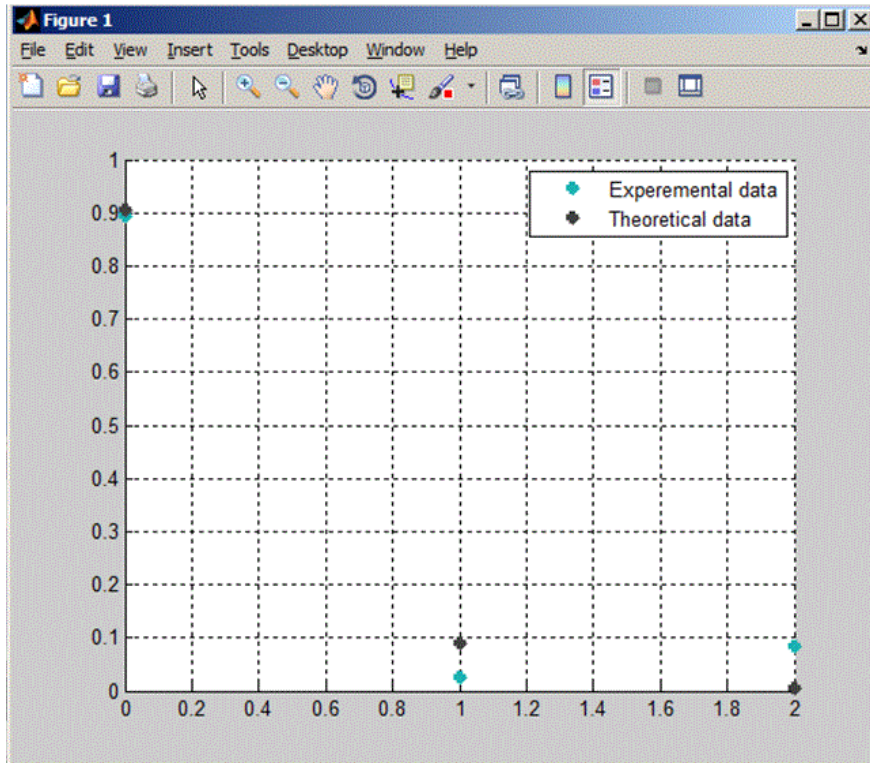 Figure 1
File Edit View Insert Tools Desktop Window Help
Experemental data
Theoretical data
1
0.9
0.8
0.7
0.6
0.5
0.4
0.3
0.2
0.1
0
0 0.2 0.4 0.6 0.8 1 1.2 1.4 1.6 1.8 2